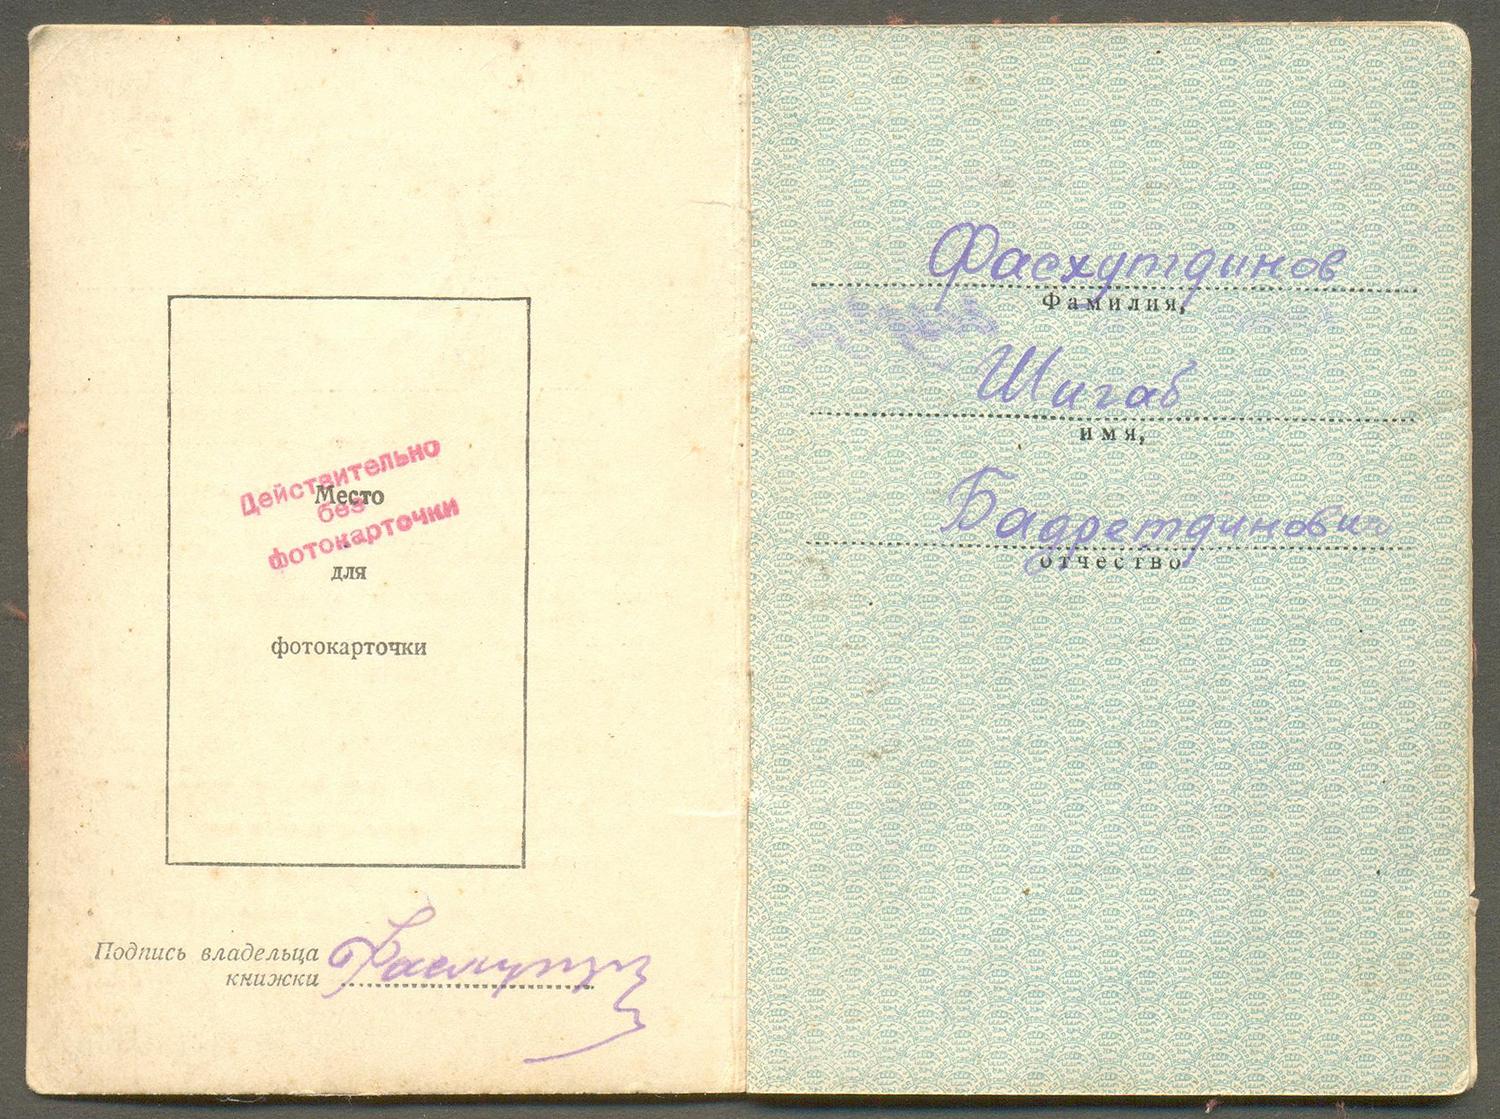 Действительно
без
фотокарточки
Место
для
фотокарточки
Подпись владельца
книжки
Фасхутдинов
фамилия,
Шигаб
имя,
Бадретдинович
отчество